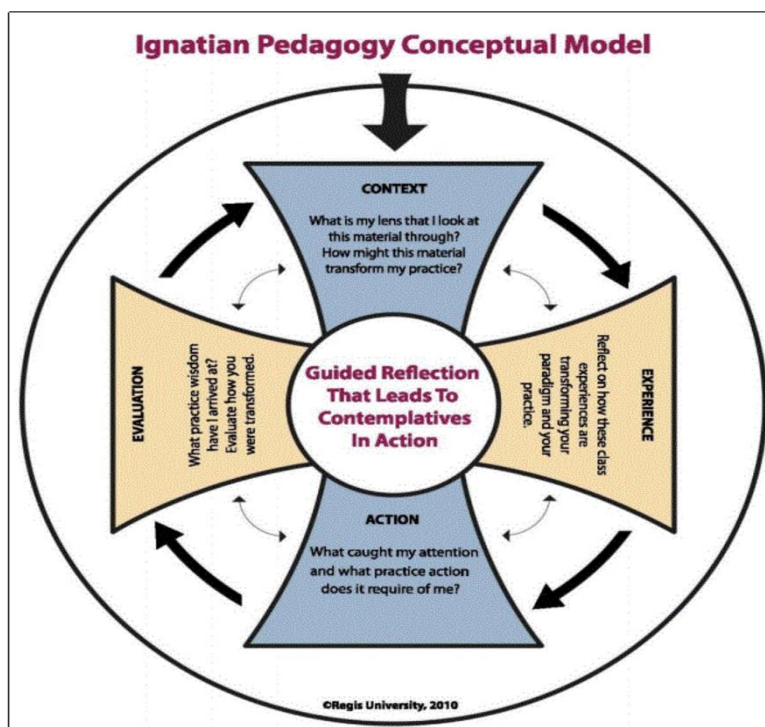 Ignatian Pedagogy Conceptual Model
CONTEXT
What is my lens that I look at
this material through?
How might this material
transform my practice?
EXPERIENCE
Reflect on how these class
experiences are
transforming your
paradigm and your
practice.
Guided Reflection
That Leads To
Contemplatives
In Action
ACTION
What caught my attention
and what practice action
does it require of me?
EVALUATION
What practice wisdom
have I arrived at?
Evaluate how you
were transformed.
©Regis University, 2010